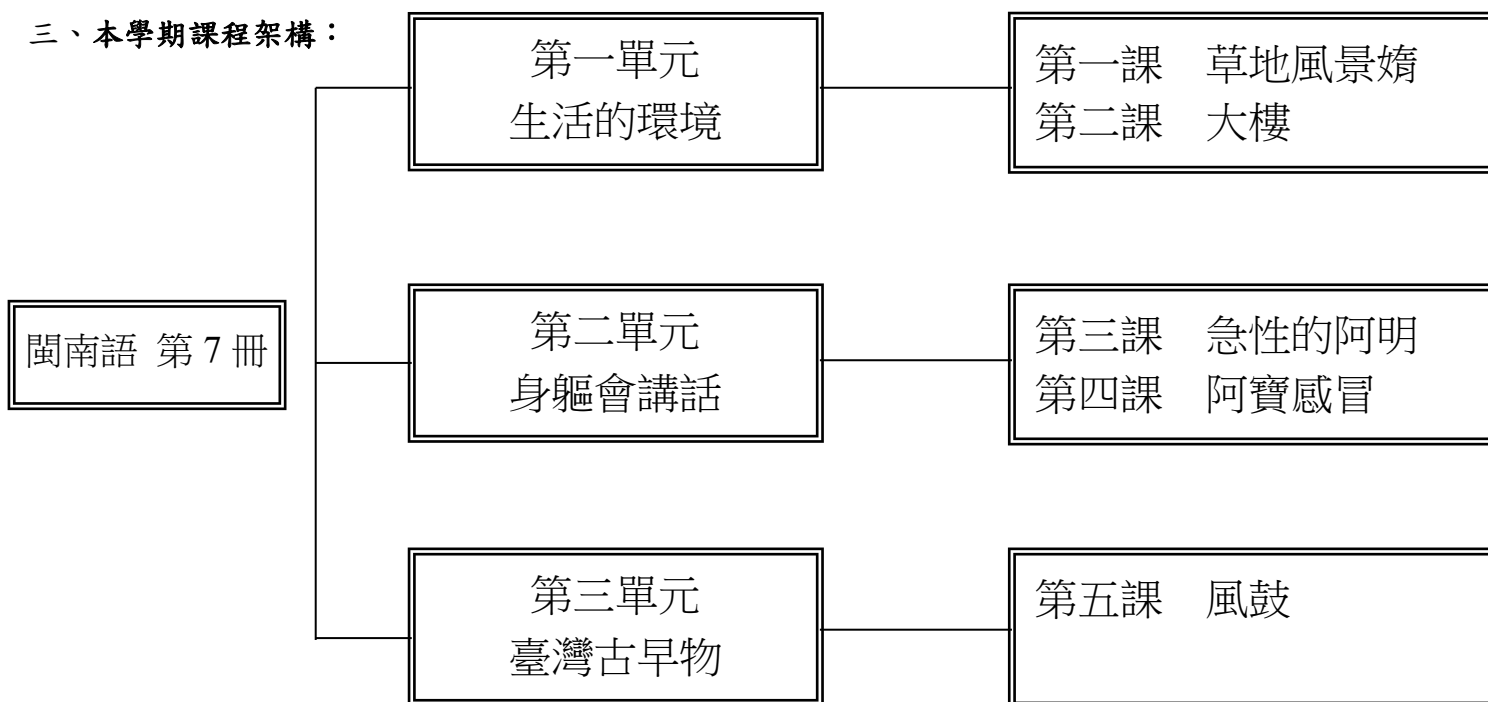 三、本學期課程架構：
閩南語 第 7 冊
第一單元
生活的環境
第一課　草地風景媠
第二課　大樓
第二單元
身軀會講話
第三課　急性的阿明
第四課　阿寶感冒
第三單元
臺灣古早物
第五課　風鼓